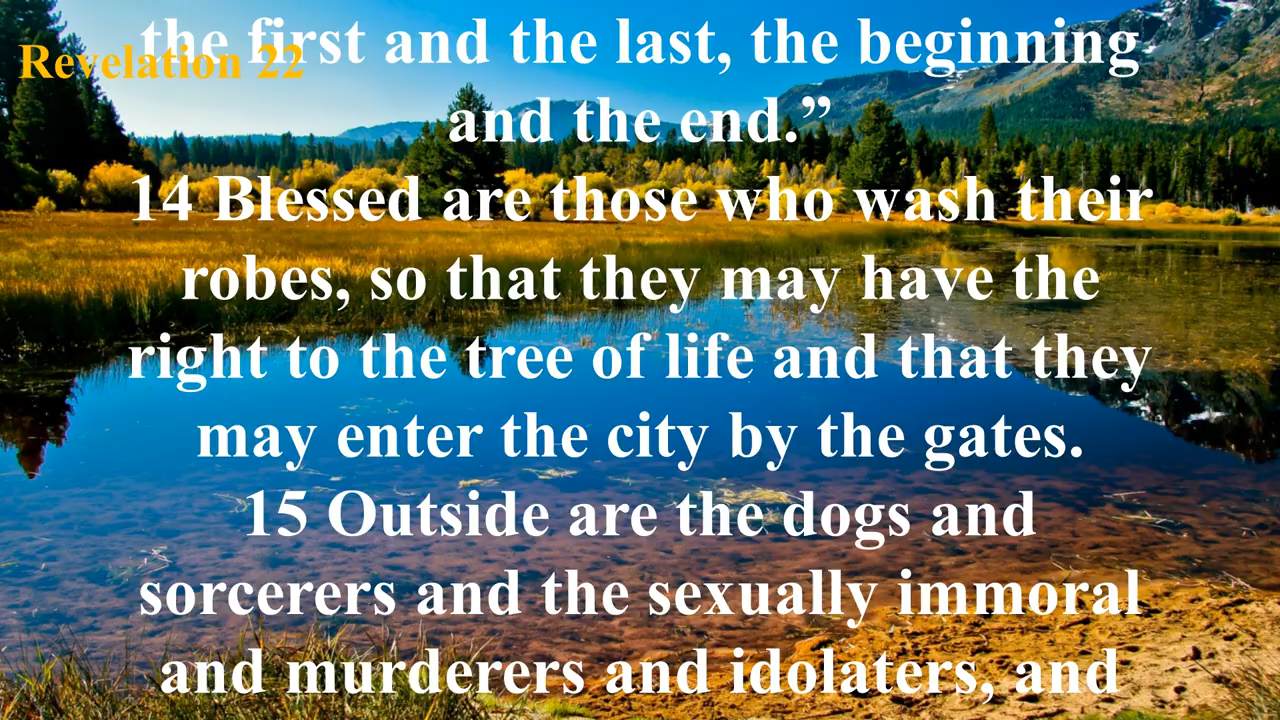 Revelation 22
the first and the last, the beginning
and the end.”
14 Blessed are those who wash their
robes, so that they may have the
right to the tree of life and that they
may enter the city by the gates.
15 Outside are the dogs and
sorcerers and the sexually immoral
and murderers and idolaters, and